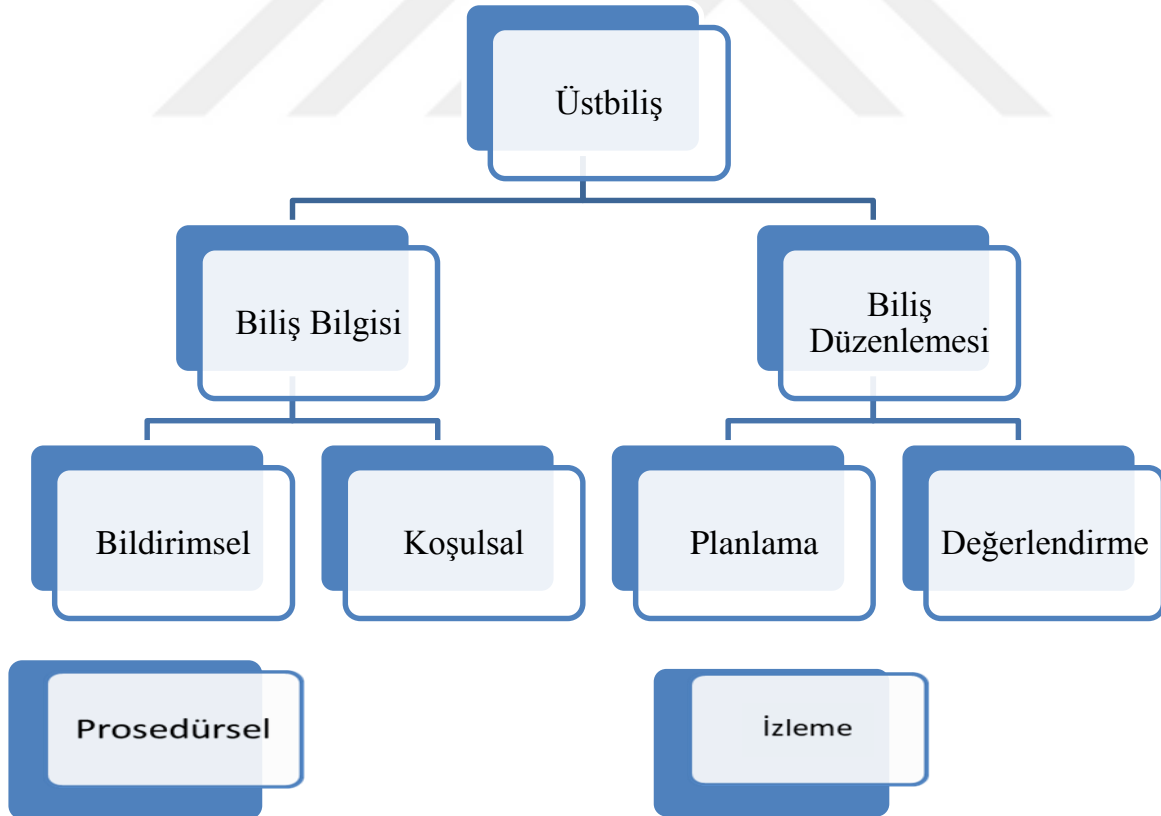 Üstbiliş
Biliş Bilgisi
Biliş
Düzenlemesi
Bildirimsel
Koşulsal
Planlama
Değerlendirme
Prosedürsel
İzleme